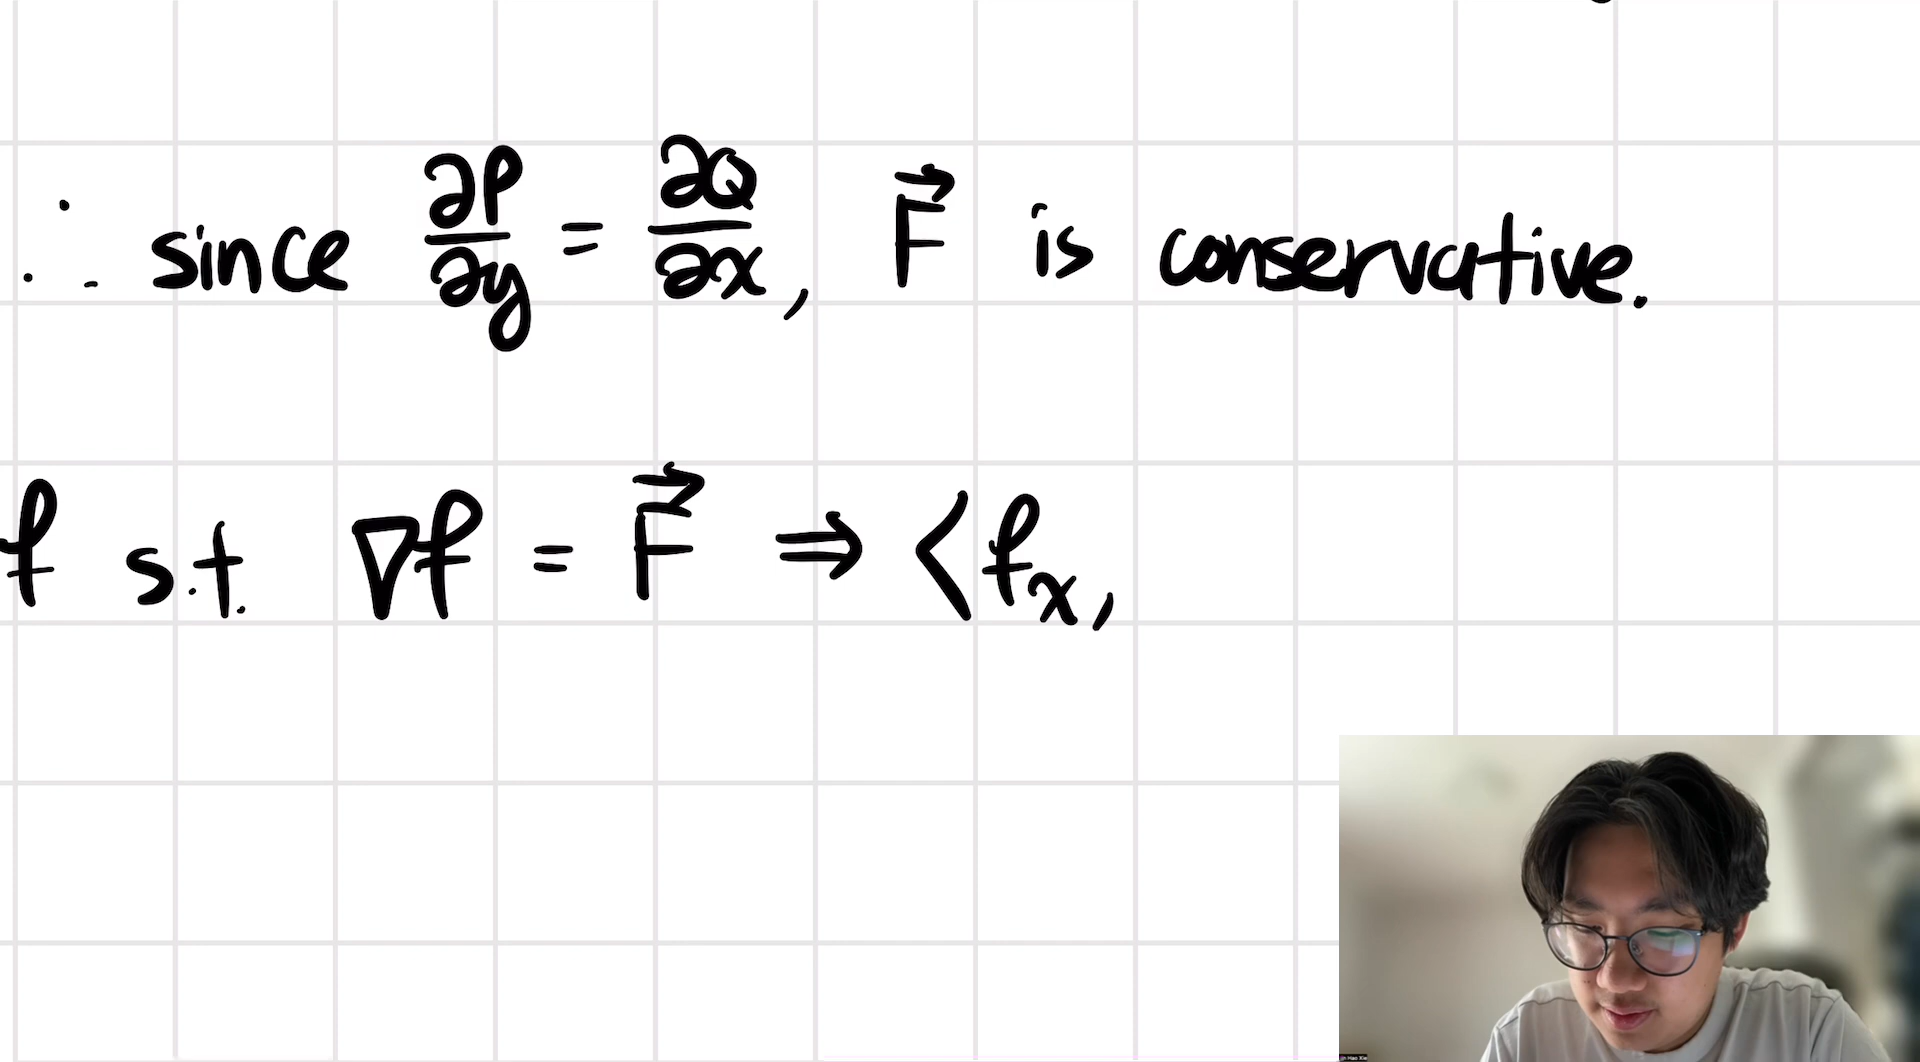 ∴ since ∂P/∂y = ∂Q/∂x, F⃗ is conservative.
f s.t. ∇f = F⃗ ⇒ ⟨f_x,